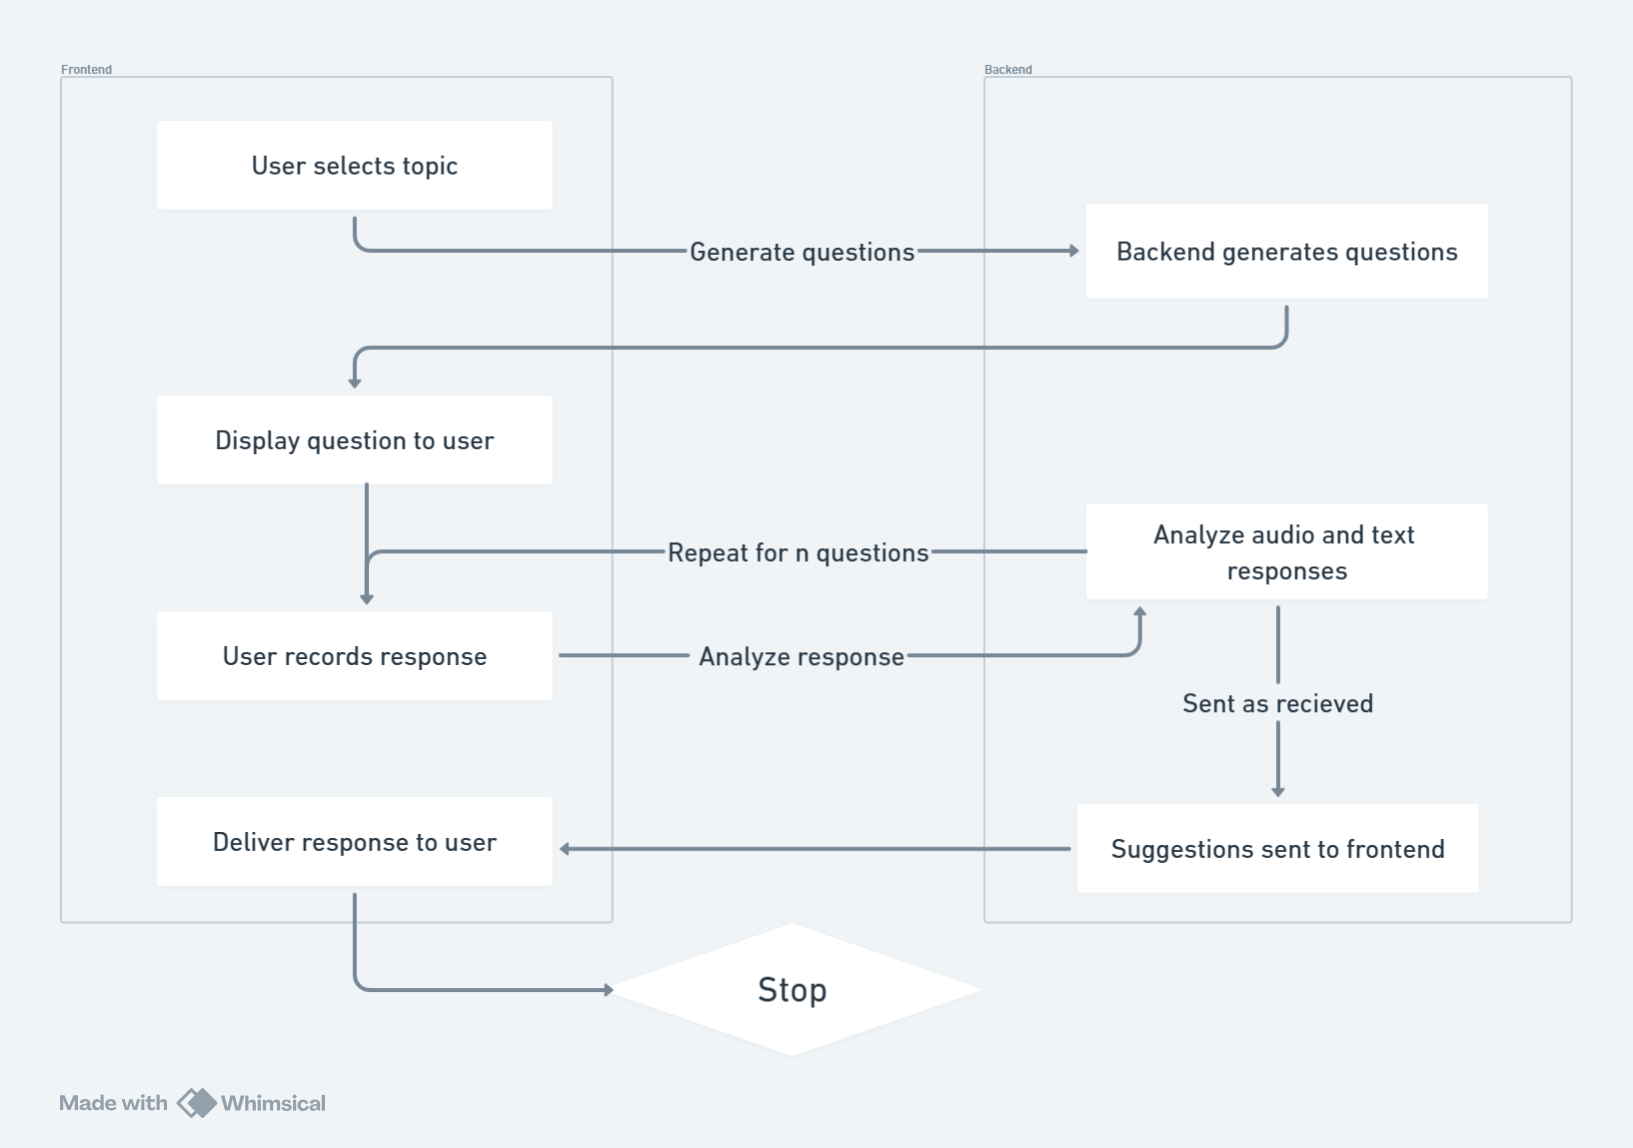 Frontend
Backend
User selects topic
Generate questions
Backend generates questions
Display question to user
Analyze audio and text
responses
Repeat for n questions
User records response
Analyze response
Sent as recieved
Deliver response to user
Suggestions sent to frontend
Stop
Made with Whimsical